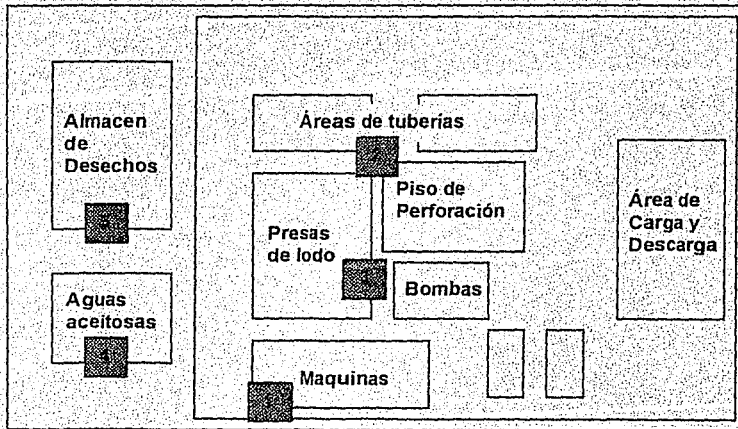 Almacen
de
Desechos
Áreas de tuberías
Piso de
Perforación
Presas
de lodo
Área de
Carga y
Descarga
Aguas
aceitosas
Bombas
Maquinas